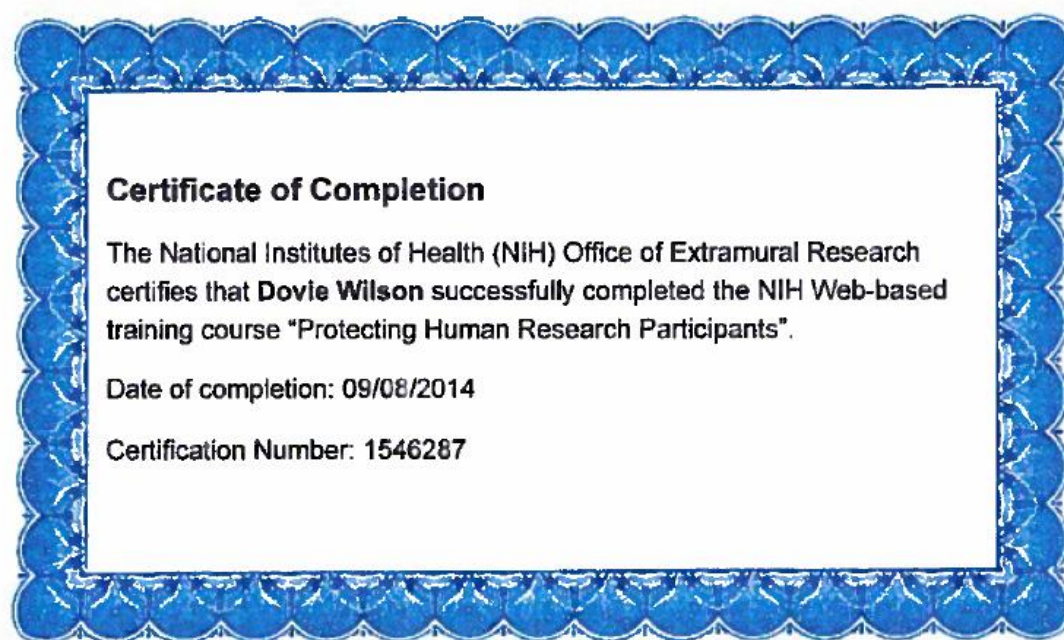 Certificate of Completion
The National Institutes of Health (NIH) Office of Extramural Research
certifies that Dovie Wilson successfully completed the NIH Web-based
training course “Protecting Human Research Participants”.
Date of completion: 09/08/2014
Certification Number: 1546287